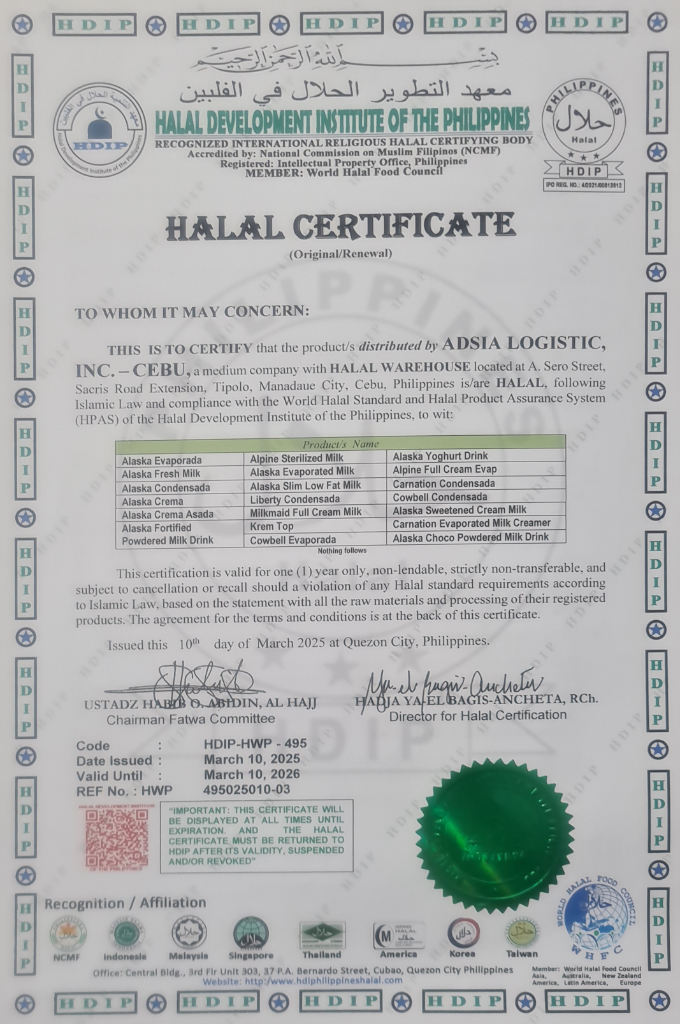 HDIP HDIP HDIP HDIP HDIP
بسم الله الرحمن الرحيم
معهد التطوير الحلال في الفلبين
HALAL DEVELOPMENT INSTITUTE OF THE PHILIPPINES
RECOGNIZED INTERNATIONAL RELIGIOUS HALAL CERTIFYING BODY
Accredited by: National Commission on Muslim Filipinos (NCMF)
Registered: Intellectual Property Office, Philippines
MEMBER: World Halal Food Council
HDIP
Halal Development Institute of the Philippines
PHILIPPINES
حلال
Halal
HDIP
HALAL CERTIFICATE
(Original/Renewal)
TO WHOM IT MAY CONCERN:
THIS IS TO CERTIFY that the product/s distributed by ADSIA LOGISTIC,
INC. – CEBU, a medium company with HALAL WAREHOUSE located at A. Sero Street,
Sacris Road Extension, Tipolo, Manadaue City, Cebu, Philippines is/are HALAL, following
Islamic Law and compliance with the World Halal Standard and Halal Product Assurance System
(HPAS) of the Halal Development Institute of the Philippines, to wit:
Product/s Name
Alaska Evaporada Alpine Sterilized Milk Alaska Yoghurt Drink
Alaska Fresh Milk Alaska Evaporated Milk Alpine Full Cream Evap
Alaska Condensada Alaska Slim Low Fat Milk Carnation Condensada
Alaska Crema Liberty Condensada Cowbell Condensada
Alaska Crema Asada Milkmaid Full Cream Milk Alaska Sweetened Cream Milk
Alaska Fortified Krem Top Carnation Evaporated Milk Creamer
Powdered Milk Drink Cowbell Evaporada Alaska Choco Powdered Milk Drink
Nothing follows
This certification is valid for one (1) year only, non-lendable, strictly non-transferable, and
subject to cancellation or recall should a violation of any Halal standard requirements according
to Islamic Law, based on the statement with all the raw materials and processing of their registered
products. The agreement for the terms and conditions is at the back of this certificate.
Issued this 10th day of March 2025 at Quezon City, Philippines.
USTADZ HABIB O. ABIDIN, AL HAJJ
Chairman Fatwa Committee
HADJA YA-EL BAGIS-ANCHETA, RCh.
Director for Halal Certification
Code : HDIP-HWP - 495
Date Issued : March 10, 2025
Valid Until : March 10, 2026
REF No. : HWP 495025010-03
HALAL DEVELOPMENT INSTITUTE
OF THE PHILIPPINES
"IMPORTANT: THIS CERTIFICATE WILL
BE DISPLAYED AT ALL TIMES UNTIL
EXPIRATION. AND THE HALAL
CERTIFICATE MUST BE RETURNED TO
HDIP AFTER ITS VALIDITY, SUSPENDED
AND/OR REVOKED"
Recognition / Affiliation
NCMF Indonesia Malaysia Singapore Thailand America Korea Taiwan
WORLD HALAL FOOD COUNCIL
WHFC
Office: Central Bldg., 3rd Flr Unit 303, 37 P.A. Bernardo Street, Cubao, Quezon City Philippines
Website: http:/www.hdiphilippineshalal.com
Member: World Halal Food Council
Asia, Australia, New Zealand
America, Latin America, Europe
HDIP HDIP HDIP HDIP HDIP